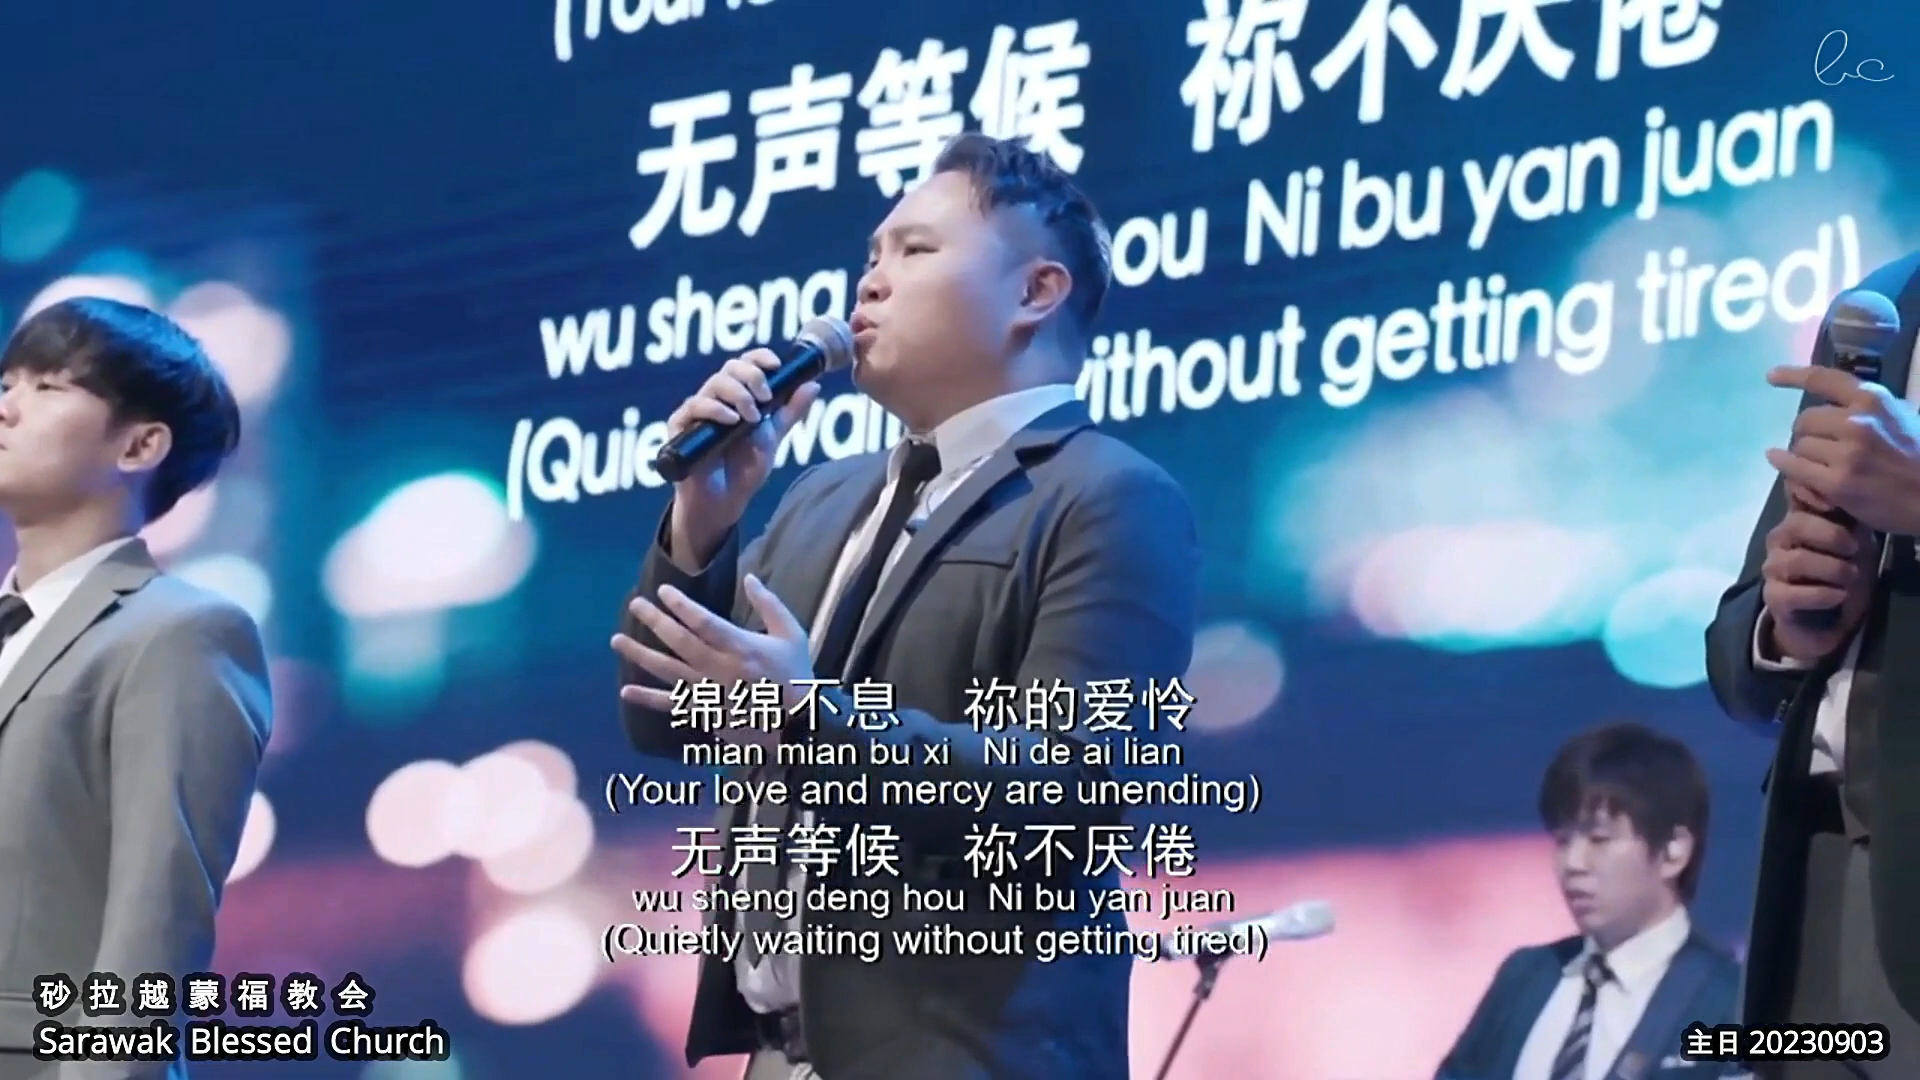 无声等候 祢不厌倦
wu sheng ou Ni bu yan juan
without getting tired)
绵绵不息 祢的爱怜
mian mian bu xi Ni de ai lian
(Your love and mercy are unending)
无声等候 祢不厌倦
wu sheng deng hou Ni bu yan juan
(Quietly waiting without getting tired)
砂拉越蒙福教会
Sarawak Blessed Church
主日 20230903